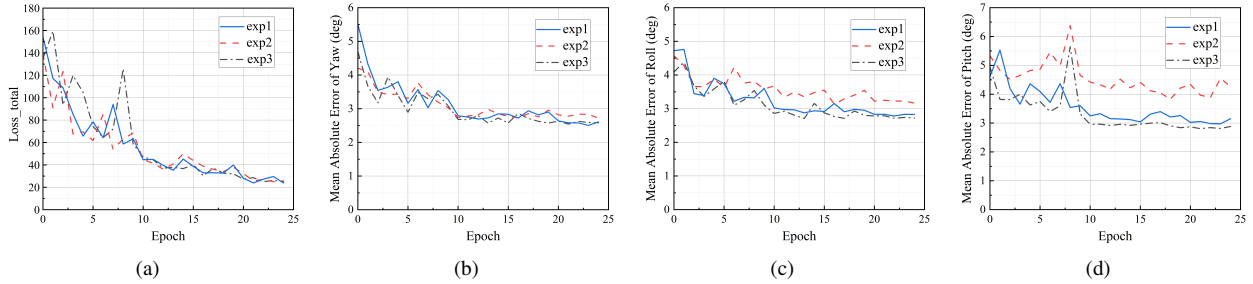 Loss_total
180
160
140
120
100
80
60
40
20
0
exp1
exp2
exp3
0 5 10 15 20 25
Epoch
(a)
Mean Absolute Error of Yaw (deg)
6
5
4
3
2
1
0
exp1
exp2
exp3
0 5 10 15 20 25
Epoch
(b)
Mean Absolute Error of Roll (deg)
6
5
4
3
2
1
0
exp1
exp2
exp3
0 5 10 15 20 25
Epoch
(c)
Mean Absolute Error of Pitch (deg)
7
6
5
4
3
2
1
0
exp1
exp2
exp3
0 5 10 15 20 25
Epoch
(d)